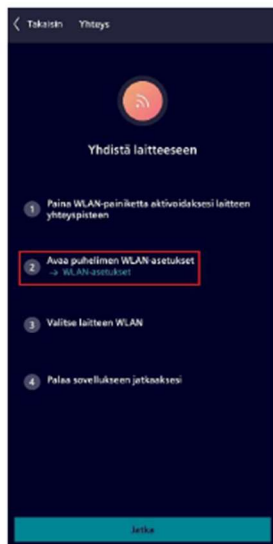 Takaisin Yhteys
Yhdistä laitteeseen
1 Paina WLAN-painiketta aktivoidaksesi laitteen
yhteyspisteen
2 Avaa puhelimen WLAN-asetukset
→ WLAN-asetukset
3 Valitse laitteen WLAN
4 Palaa sovellukseen jatkaaksesi
Jatka